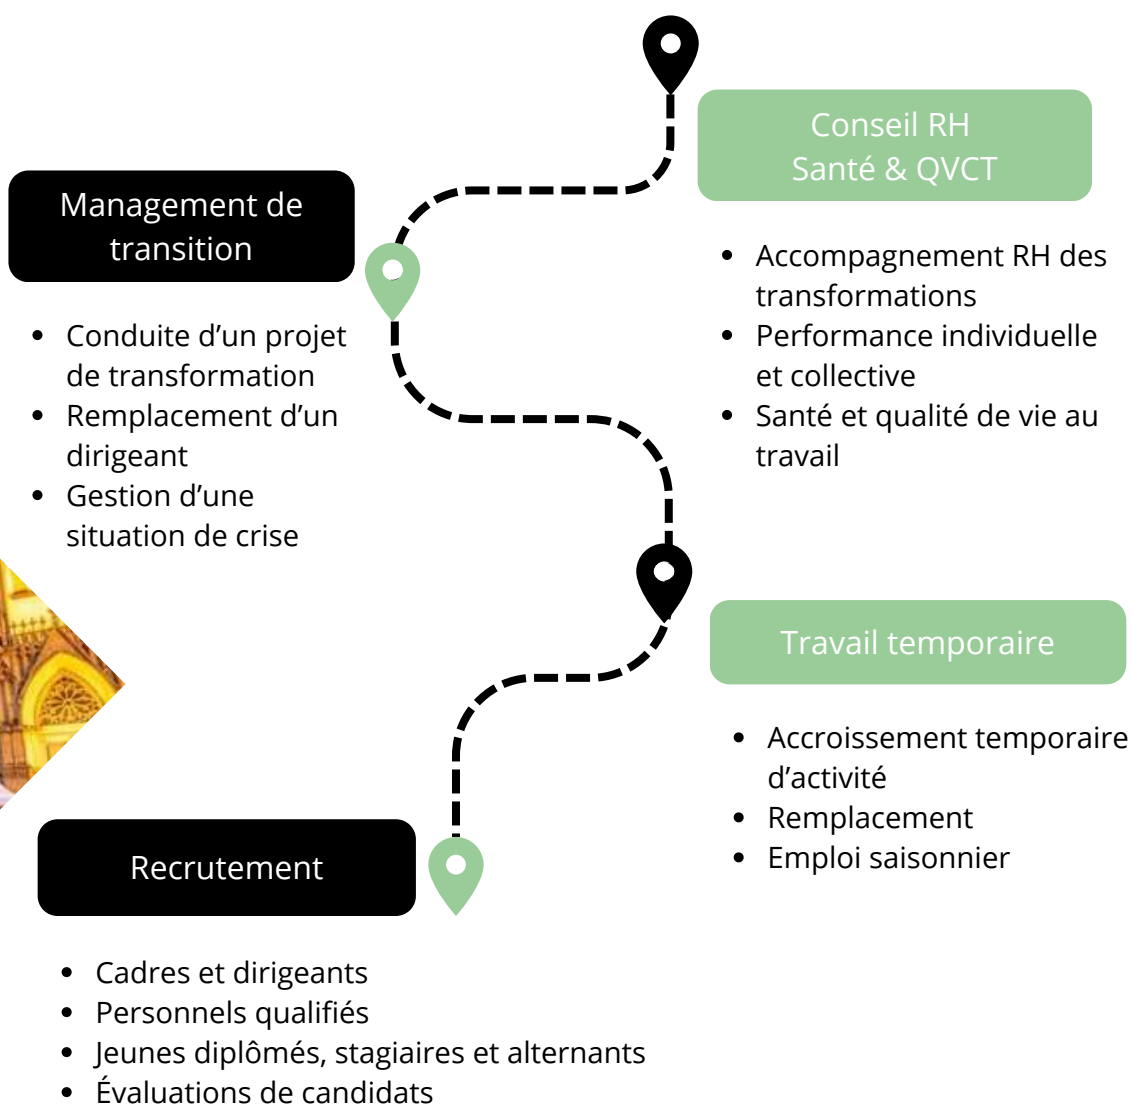 Conseil RH
Santé & QVCT
• Accompagnement RH des
transformations
• Performance individuelle
et collective
• Santé et qualité de vie au
travail
Management de
transition
• Conduite d’un projet
de transformation
• Remplacement d’un
dirigeant
• Gestion d’une
situation de crise
Travail temporaire
• Accroissement temporaire
d’activité
• Remplacement
• Emploi saisonnier
Recrutement
• Cadres et dirigeants
• Personnels qualifiés
• Jeunes diplômés, stagiaires et alternants
• Évaluations de candidats